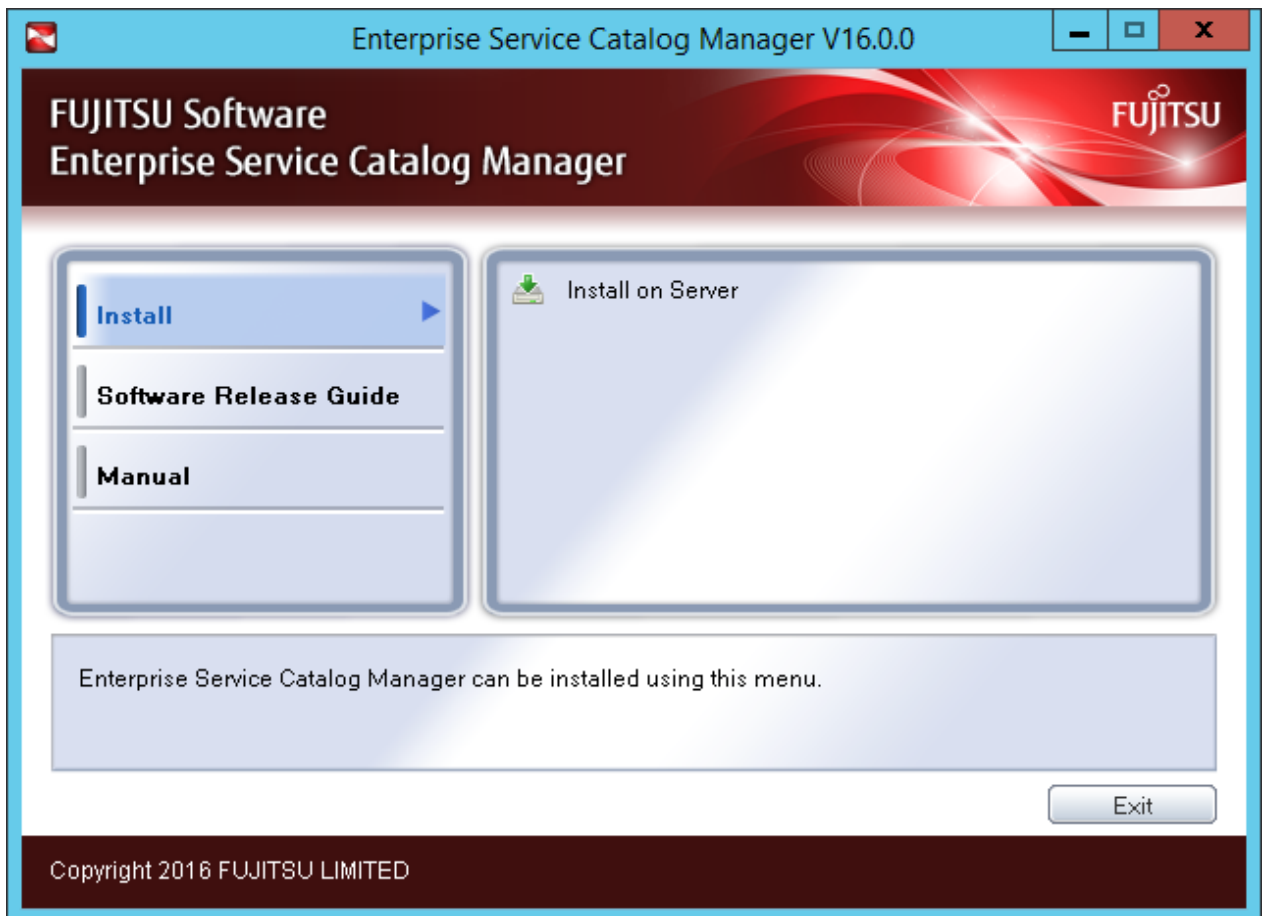 Enterprise Service Catalog Manager V16.0.0
FUJITSU Software
Enterprise Service Catalog Manager
FUJITSU
Install
Software Release Guide
Manual
Install on Server
Enterprise Service Catalog Manager can be installed using this menu.
Exit
Copyright 2016 FUJITSU LIMITED